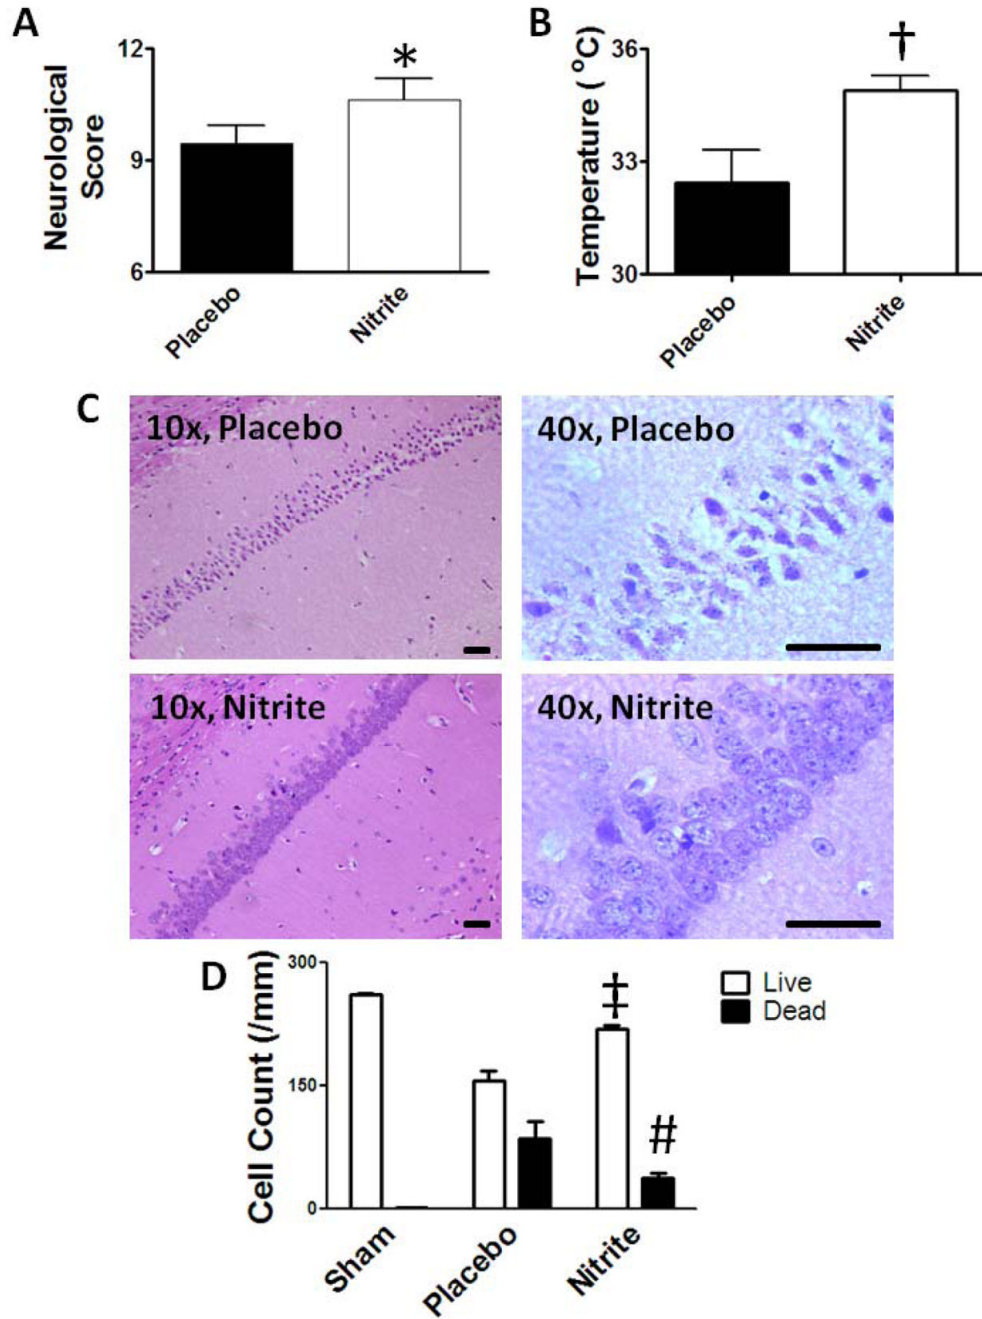 A
B
Neurological
Score
12
9
6
*
Placebo
Nitrite
Temperature ( °C)
36
33
30
†
Placebo
Nitrite
C
10x, Placebo
40x, Placebo
10x, Nitrite
40x, Nitrite
D
Cell Count (/mm)
300
150
0
‡
#
Live
Dead
Sham
Placebo
Nitrite